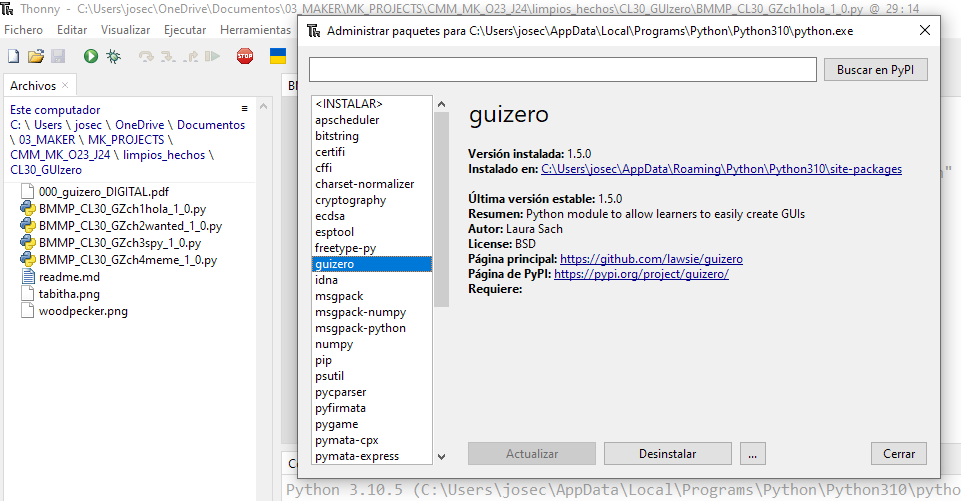 Thonny - C:\Users\josec\OneDrive\Documentos\03_MAKER\MK_PROJECTS\CMM_MK_O23_J24\limpios_hechos\CL30_GUIzero\BMMP_CL30_GZch1hola_1_0.py @ 29 : 14
Fichero Editar Visualizar Ejecutar Herramientas
Archivos ×
Este computador
C: \ Users \ josec \ OneDrive \ Documentos
\ 03_MAKER \ MK_PROJECTS \
CMM_MK_O23_J24 \ limpios_hechos \
CL30_GUIzero
000_guizero_DIGITAL.pdf
BMMP_CL30_GZch1hola_1_0.py
BMMP_CL30_GZch2wanted_1_0.py
BMMP_CL30_GZch3spy_1_0.py
BMMP_CL30_GZch4meme_1_0.py
readme.md
tabitha.png
woodpecker.png
STOP
Administrar paquetes para C:\Users\josec\AppData\Local\Programs\Python\Python310\python.exe
Buscar en PyPI
<INSTALAR>
apscheduler
bitstring
certifi
cffi
charset-normalizer
cryptography
ecdsa
esptool
freetype-py
guizero
idna
msgpack
msgpack-numpy
msgpack-python
numpy
pip
psutil
pycparser
pyfirmata
pygame
pymata-cpx
pymata-express
guizero
Versión instalada: 1.5.0
Instalado en: C:\Users\josec\AppData\Roaming\Python\Python310\site-packages
Última versión estable: 1.5.0
Resumen: Python module to allow learners to easily create GUIs
Autor: Laura Sach
License: BSD
Página principal: https://github.com/lawsie/guizero
Página de PyPI: https://pypi.org/project/guizero/
Requiere:
Actualizar Desinstalar ... Cerrar
Python 3.10.5 (C:\Users\josec\AppData\Local\Programs\Python\Python310\pytho